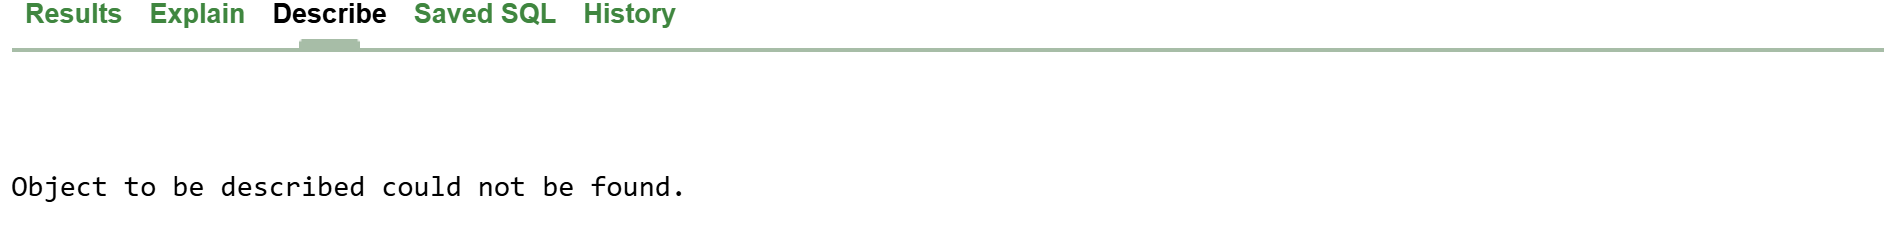 Results Explain Describe Saved SQL History
Object to be described could not be found.